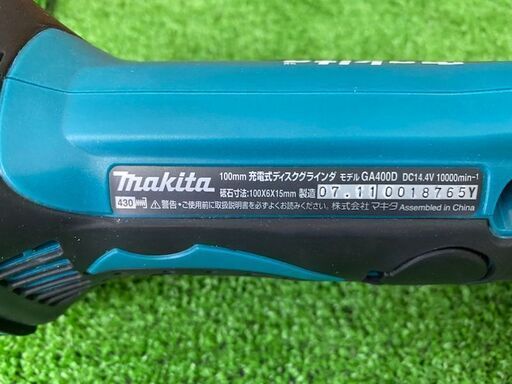 makita
100mm 充電式ディスクグラインダ モデル GA400D DC14.4V 10000min⁻¹
砥石寸法:100X6X15mm 製造 07.11 0018765Y
430 ⚠警告・ご使用前に取扱説明書を必ずよくお読みください。株式会社マキタ Assembled in China